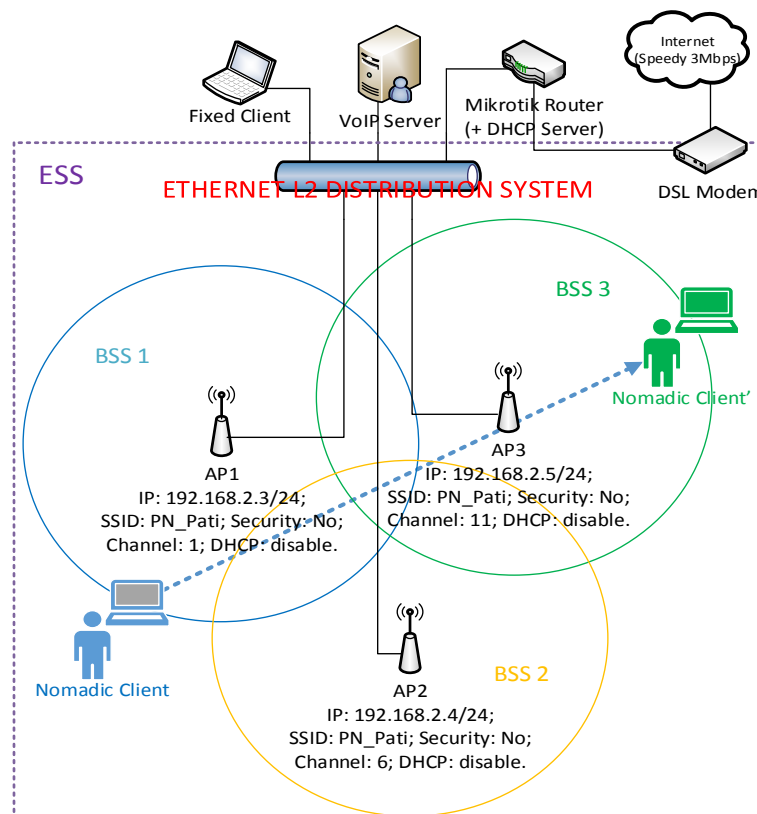 Internet
(Speedy 3Mbps)
Fixed Client
VoIP Server
Mikrotik Router
(+ DHCP Server)
DSL Modem
ESS
ETHERNET L2 DISTRIBUTION SYSTEM
BSS 3
BSS 1
Nomadic Client'
AP1
IP: 192.168.2.3/24;
SSID: PN_Pati; Security: No;
Channel: 1; DHCP: disable.
AP3
IP: 192.168.2.5/24;
SSID: PN_Pati; Security: No;
Channel: 11; DHCP: disable.
Nomadic Client
BSS 2
AP2
IP: 192.168.2.4/24;
SSID: PN_Pati; Security: No;
Channel: 6; DHCP: disable.